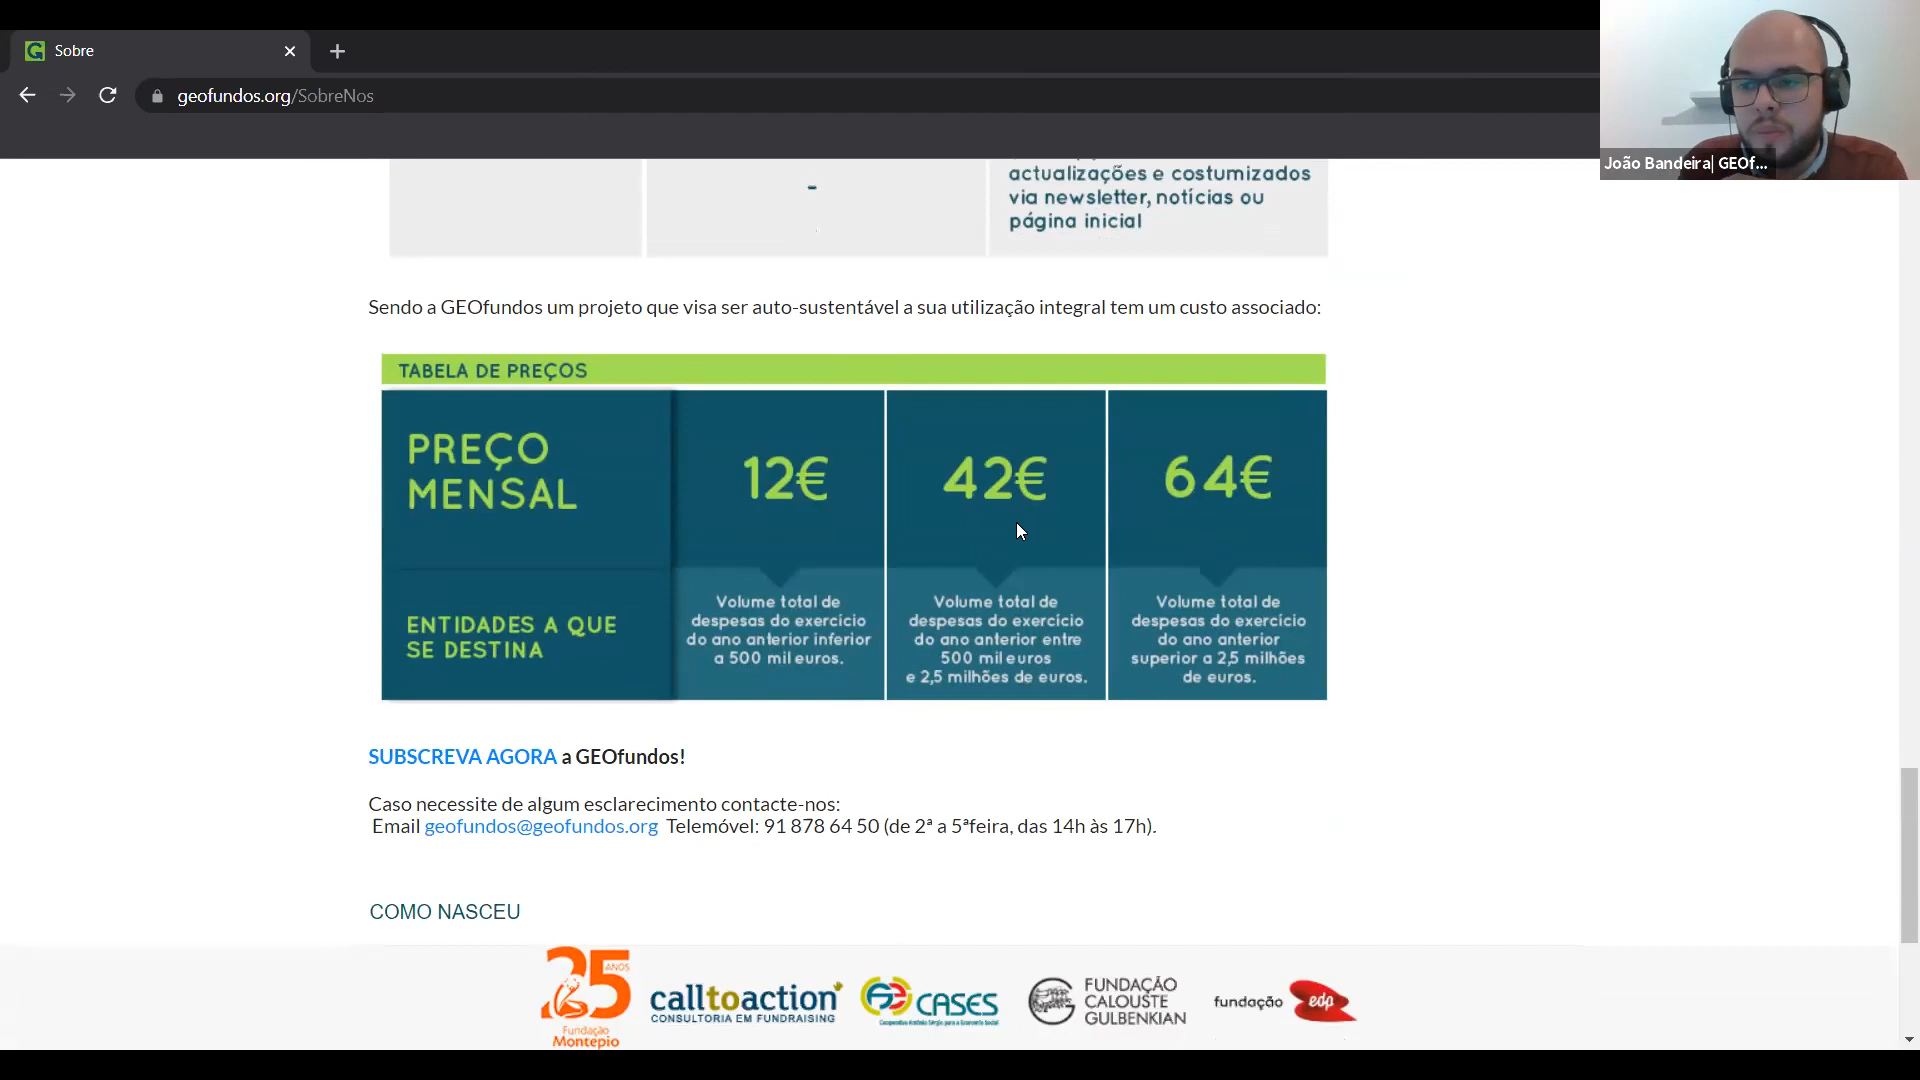 Sobre
geofundos.org/SobreNos
João Bandeira| GEOf...
-
actualizações e costumizados
via newsletter, notícias ou
página inicial
Sendo a GEOfundos um projeto que visa ser auto-sustentável a sua utilização integral tem um custo associado:
TABELA DE PREÇOS
PREÇO
MENSAL
12€
42€
64€
ENTIDADES A QUE
SE DESTINA
Volume total de
despesas do exercício
do ano anterior inferior
a 500 mil euros.
Volume total de
despesas do exercício
do ano anterior entre
500 mil euros
e 2,5 milhões de euros.
Volume total de
despesas do exercício
do ano anterior
superior a 2,5 milhões
de euros.
SUBSCREVA AGORA a GEOfundos!
Caso necessite de algum esclarecimento contacte-nos:
Email geofundos@geofundos.org Telemóvel: 91 878 64 50 (de 2ª a 5ªfeira, das 14h às 17h).
COMO NASCEU
25 ANOS
Fundação
Montepio
calltoaction
CONSULTORIA EM FUNDRAISING
CASES
Cooperativa António Sérgio para a Economia Social
FUNDAÇÃO
CALOUSTE
GULBENKIAN
fundação edp